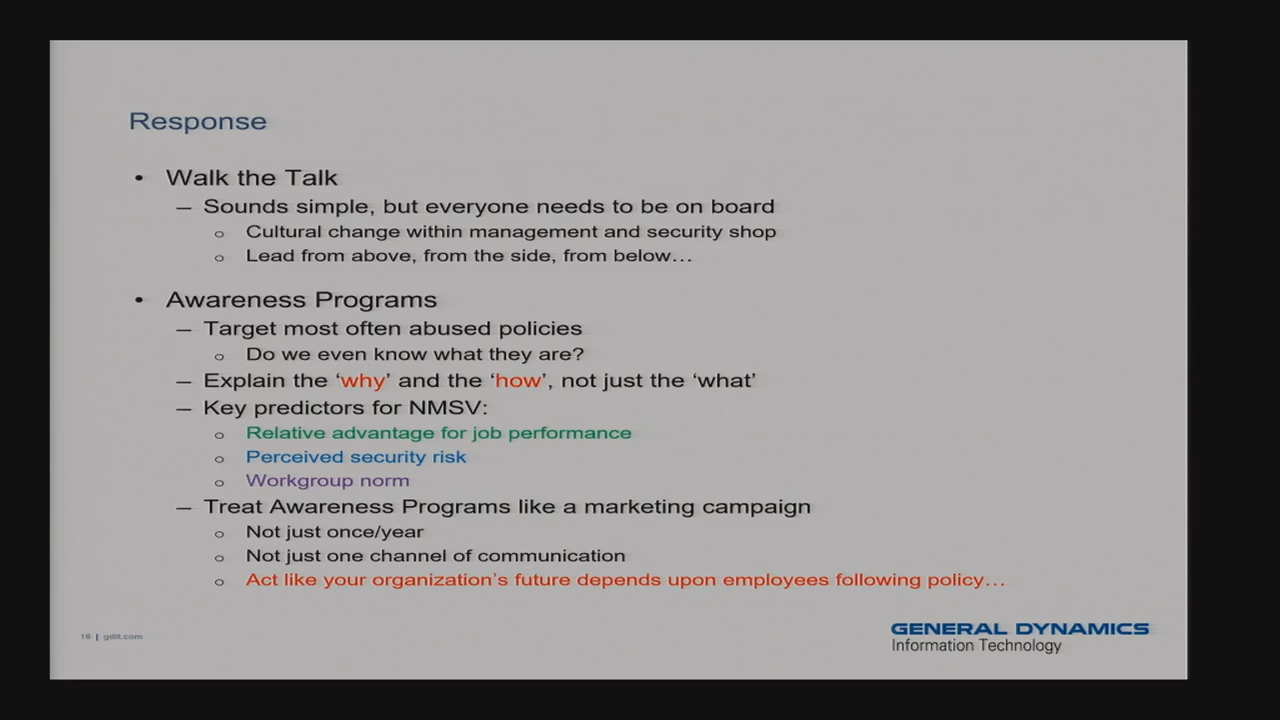 Response
• Walk the Talk
– Sounds simple, but everyone needs to be on board
o Cultural change within management and security shop
o Lead from above, from the side, from below…
• Awareness Programs
– Target most often abused policies
o Do we even know what they are?
– Explain the ‘why’ and the ‘how’, not just the ‘what’
– Key predictors for NMSV:
o Relative advantage for job performance
o Perceived security risk
o Workgroup norm
– Treat Awareness Programs like a marketing campaign
o Not just once/year
o Not just one channel of communication
o Act like your organization’s future depends upon employees following policy…
16 | gdit.com
GENERAL DYNAMICS
Information Technology